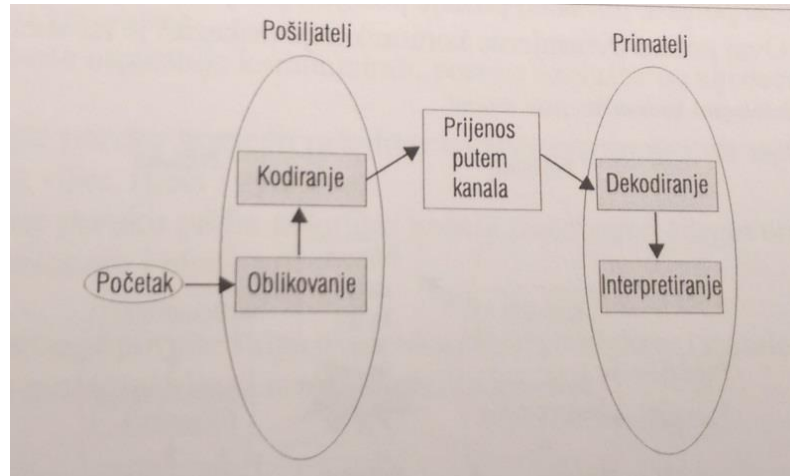 Pošiljatelj
Primatelj
Prijenos
putem
kanala
Kodiranje
Dekodiranje
Početak
Oblikovanje
Interpretiranje